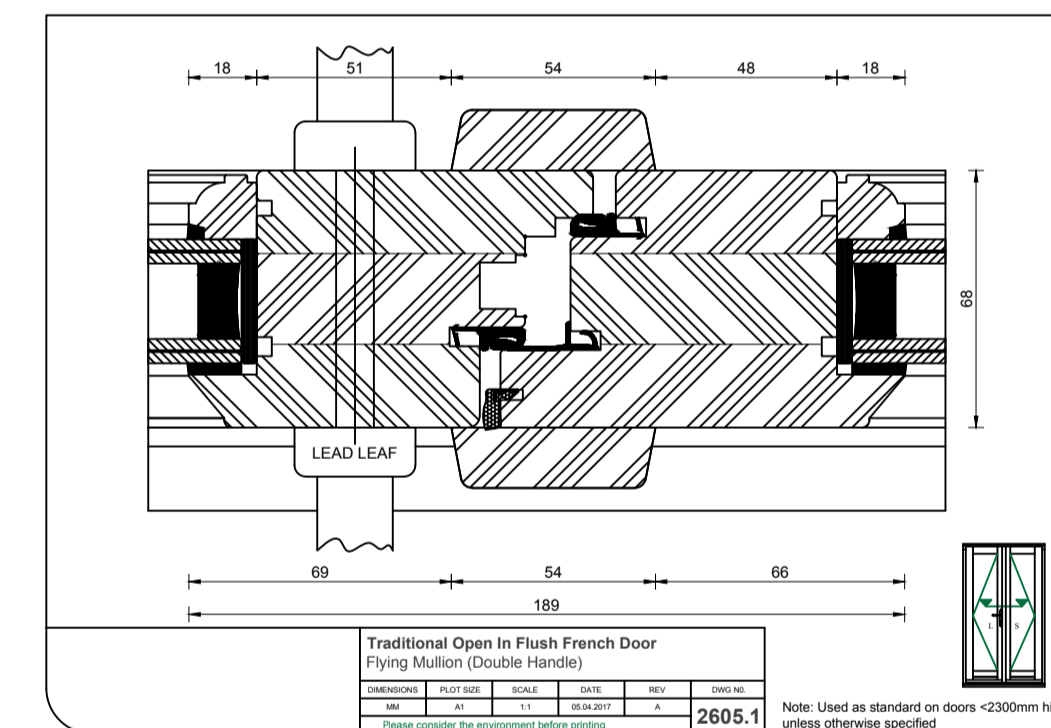 18 51 54 48 18
68
LEAD LEAF
69 54 66
189
L S
Traditional Open In Flush French Door
Flying Mullion (Double Handle)
DIMENSIONS PLOT SIZE SCALE DATE REV DWG N0.
MM A1 1:1 05.04.2017 A 2605.1
Please consider the environment before printing
Note: Used as standard on doors <2300mm hi
unless otherwise specified